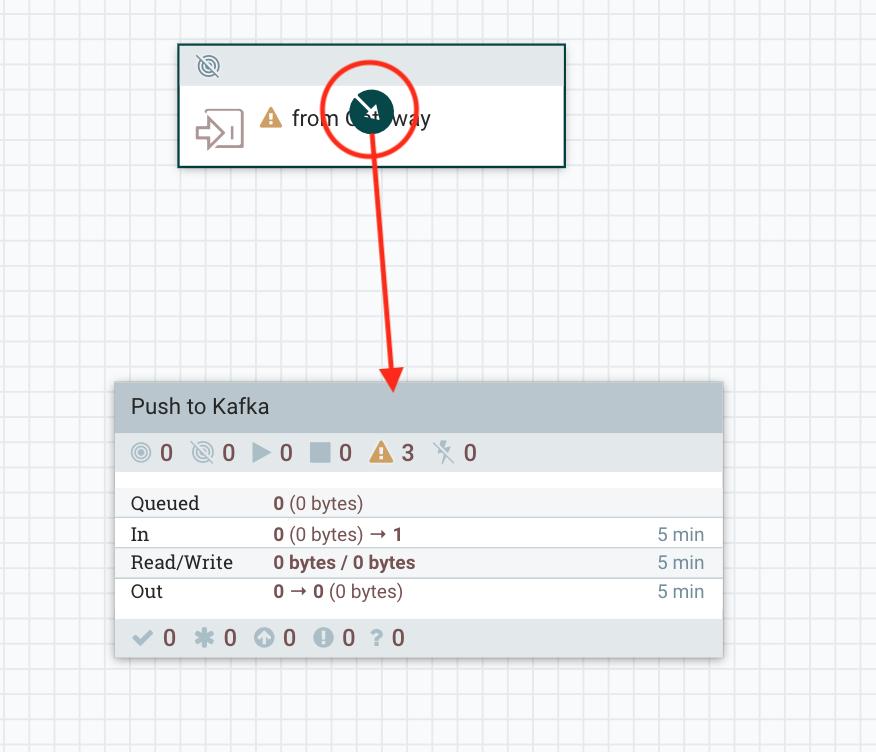 from Gateway
Push to Kafka
0 0 0 0 3 0
Queued 0 (0 bytes)
In 0 (0 bytes) → 1 5 min
Read/Write 0 bytes / 0 bytes 5 min
Out 0 → 0 (0 bytes) 5 min
0 0 0 0 ? 0